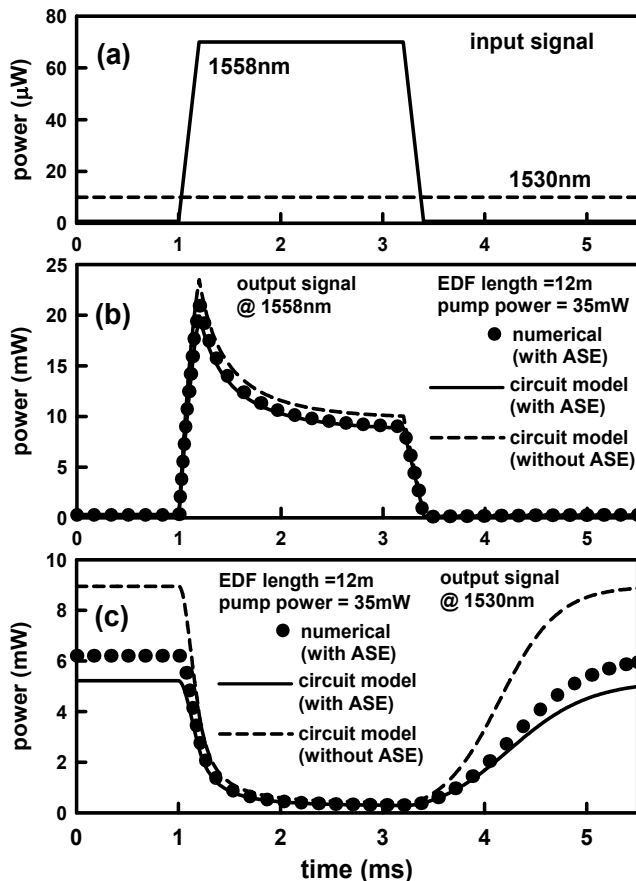 80
(a)
input signal
1558nm
60
40
20
1530nm
0
power (μW)
0 1 2 3 4 5
25
(b)
output signal
@ 1558nm
EDF length =12m
pump power = 35mW
numerical
(with ASE)
circuit model
(with ASE)
circuit model
(without ASE)
20
15
10
5
0
power (mW)
0 1 2 3 4 5
10
(c)
EDF length =12m
pump power = 35mW
output signal
@ 1530nm
numerical
(with ASE)
circuit model
(with ASE)
circuit model
(without ASE)
8
6
4
2
0
power (mW)
0 1 2 3 4 5
time (ms)